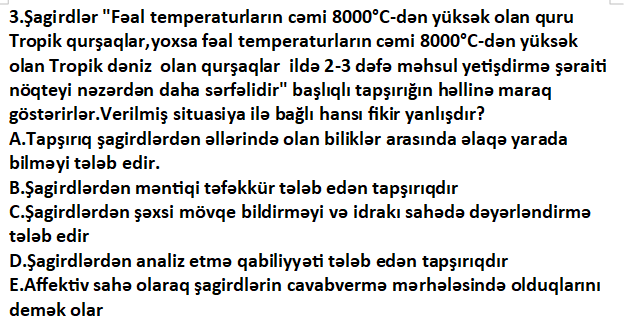 3.Şagirdlər "Fəal temperaturların cəmi 8000°C-dən yüksək olan quru
Tropik qurşaqlar,yoxsa fəal temperaturların cəmi 8000°C-dən yüksək
olan Tropik dəniz  olan qurşaqlar  ildə 2-3 dəfə məhsul yetişdirmə şəraiti
nöqteyi nəzərdən daha sərfəlidir" başlıqlı tapşırığın həllinə maraq
göstərirlər.Verilmiş situasiya ilə bağlı hansı fikir yanlışdır?
A.Tapşırıq şagirdlərdən əllərində olan biliklər arasında əlaqə yarada
bilməyi tələb edir.
B.Şagirdlərdən məntiqi təfəkkür tələb edən tapşırıqdır
C.Şagirdlərdən şəxsi mövqe bildirməyi və idrakı sahədə dəyərləndirmə
tələb edir
D.Şagirdlərdən analiz etmə qabiliyyəti tələb edən tapşırıqdır
E.Affektiv sahə olaraq şagirdlərin cavabvermə mərhələsində olduqlarını
demək olar